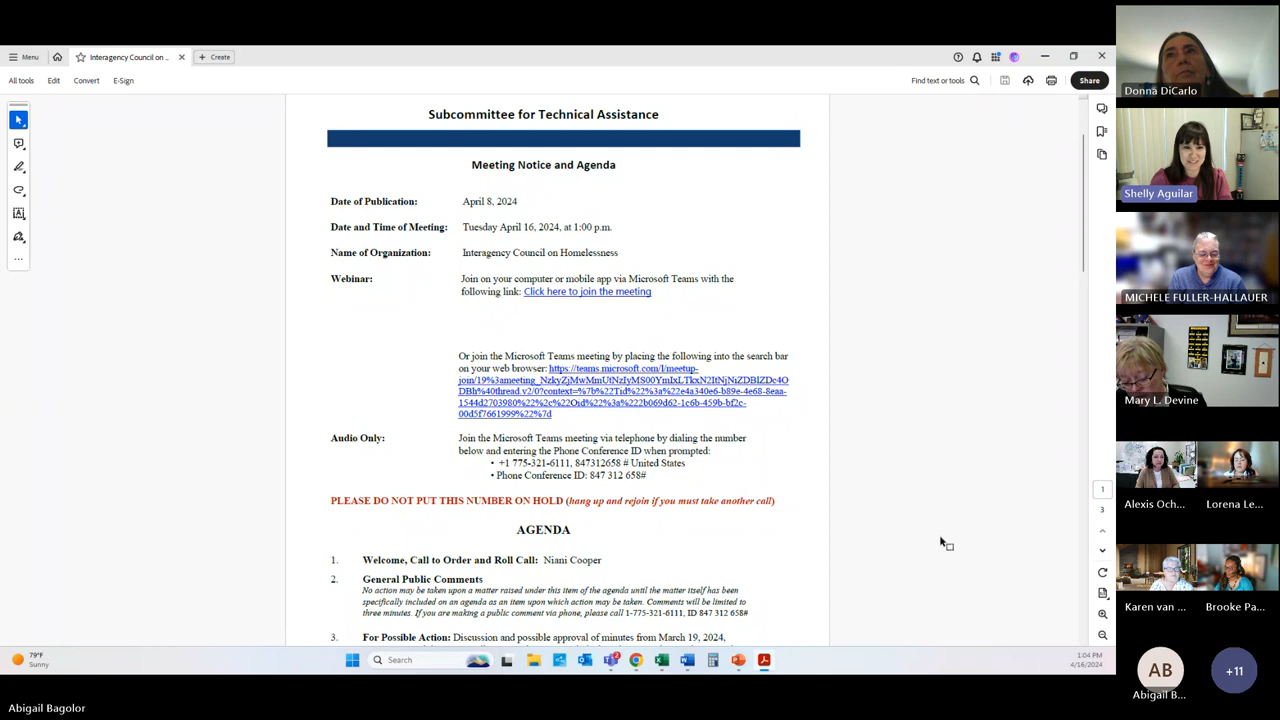 Menu
Interagency Council on ...
Create
All tools
Edit
Convert
E-Sign
Find text or tools
Share
Subcommittee for Technical Assistance
Meeting Notice and Agenda
Date of Publication: April 8, 2024
Date and Time of Meeting: Tuesday April 16, 2024, at 1:00 p.m.
Name of Organization: Interagency Council on Homelessness
Webinar: Join on your computer or mobile app via Microsoft Teams with the
following link: Click here to join the meeting
Or join the Microsoft Teams meeting by placing the following into the search bar
on your web browser: https://teams.microsoft.com/l/meetup-
00d5f7661999%22%7d
Audio Only: Join the Microsoft Teams meeting via telephone by dialing the number
below and entering the Phone Conference ID when prompted:
• +1 775-321-6111, 847312658 # United States
• Phone Conference ID: 847 312 658#
PLEASE DO NOT PUT THIS NUMBER ON HOLD (hang up and rejoin if you must take another call)
AGENDA
1. Welcome, Call to Order and Roll Call: Niani Cooper
2. General Public Comments
No action may be taken upon a matter raised under this item of the agenda until the matter itself has been
specifically included on an agenda as an item upon which action may be taken. Comments will be limited to
three minutes. If you are making a public comment via phone, please call 1-775-321-6111, ID 847 312 658#
3. For Possible Action: Discussion and possible approval of minutes from March 19, 2024,
1
3
79°F
Sunny
Search
2
1:04 PM
4/16/2024
Donna DiCarlo
Shelly Aguilar
MICHELE FULLER-HALLAUER
Mary L. Devine
Alexis Och...
Lorena Le...
Karen van ...
Brooke Pa...
AB
Abigail B...
+11
Abigail Bagolor